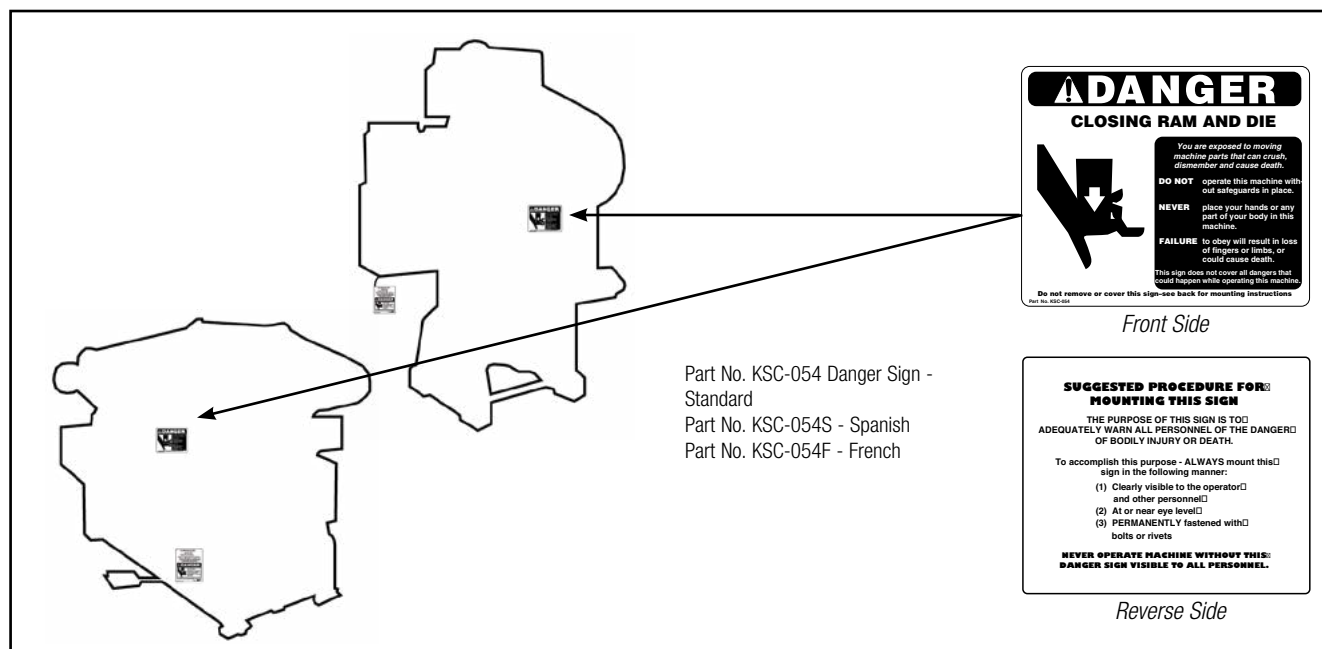 DANGER
CLOSING RAM AND DIE
You are exposed to moving
machine parts that can crush,
dismember and cause death.
DO NOT operate this machine with-
out safeguards in place.
NEVER place your hands or any
part of your body in this
machine.
FAILURE to obey will result in loss
of fingers or limbs, or
could cause death.
This sign does not cover all dangers that
could happen while operating this machine.
Do not remove or cover this sign–see back for mounting instructions
Part No. KSC-054
Front Side
DANGER
DANGER
Part No. KSC-054 Danger Sign -
Standard
Part No. KSC-054S - Spanish
Part No. KSC-054F - French
SUGGESTED PROCEDURE FOR
MOUNTING THIS SIGN
THE PURPOSE OF THIS SIGN IS TO
ADEQUATELY WARN ALL PERSONNEL OF THE DANGER
OF BODILY INJURY OR DEATH.
To accomplish this purpose - ALWAYS mount this
sign in the following manner:
(1) Clearly visible to the operator
and other personnel
(2) At or near eye level
(3) PERMANENTLY fastened with
bolts or rivets
NEVER OPERATE MACHINE WITHOUT THIS
DANGER SIGN VISIBLE TO ALL PERSONNEL.
Reverse Side